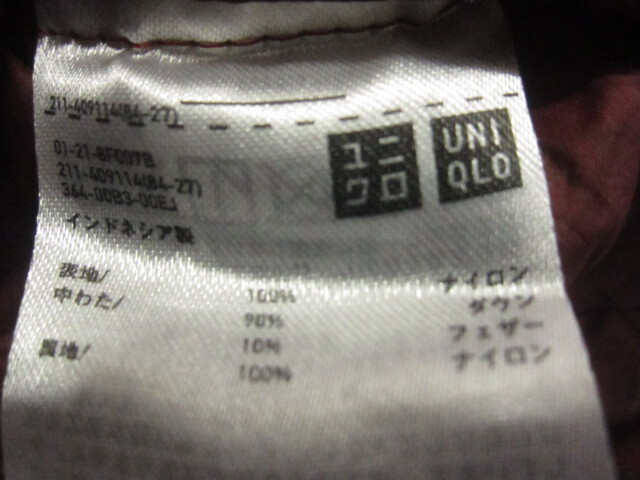 211-409114(84-27)
01-21-8F007B
211-409114(84-27)
364-00B3-00EJ
インドネシア製
ユニ
クロ
UNI
QLO
表地/ 100% ナイロン
中わた/ 90% ダウン
10% フェザー
裏地/ 100% ナイロン